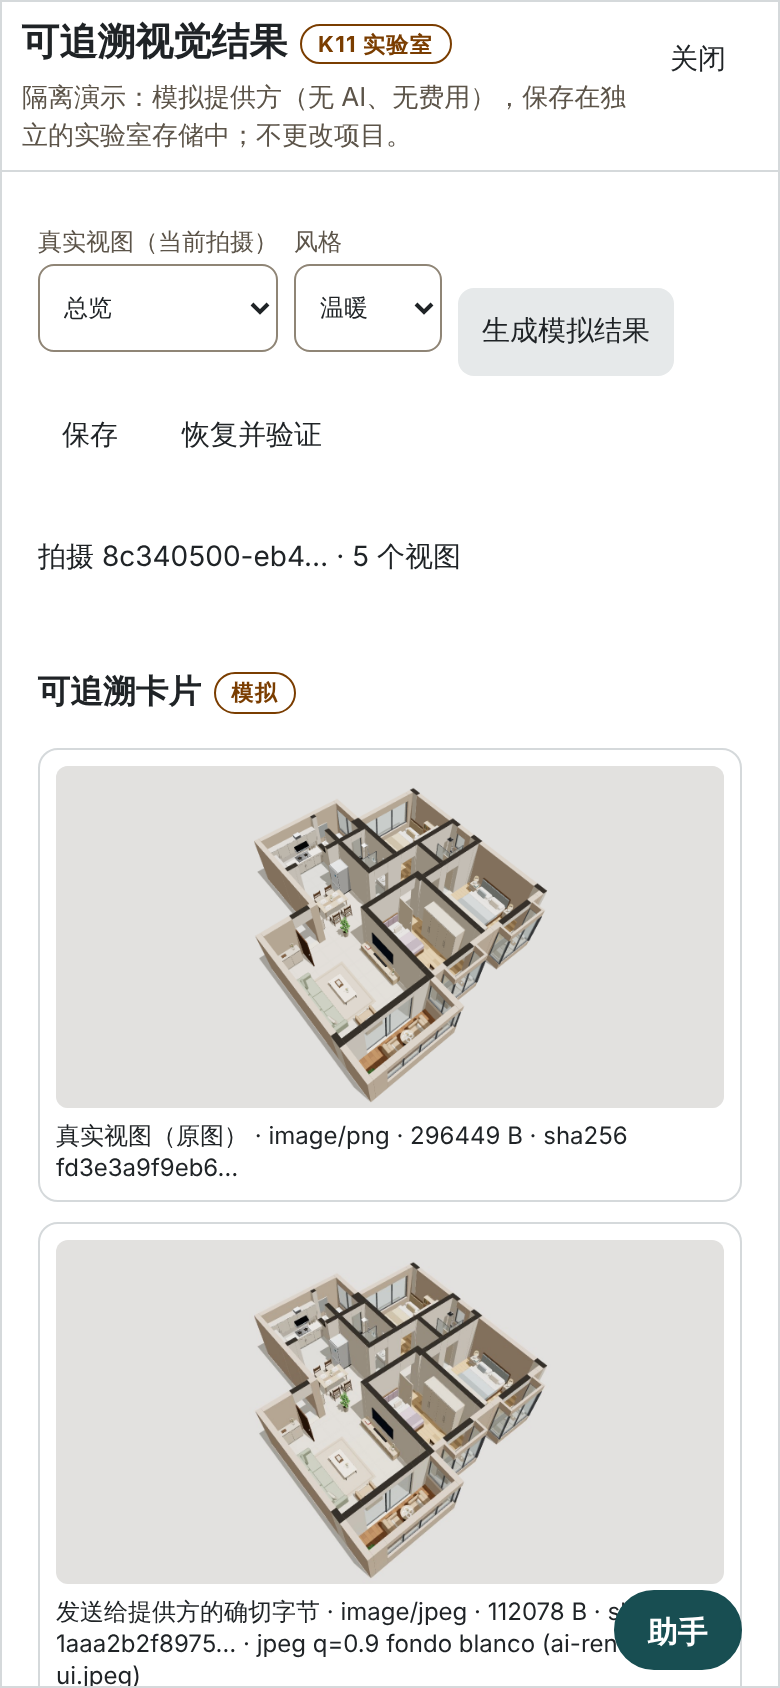 可追溯视觉结果 K11 实验室
关闭
隔离演示：模拟提供方（无 AI、无费用），保存在独
立的实验室存储中；不更改项目。
真实视图（当前拍摄） 风格
总览 温暖 生成模拟结果
保存 恢复并验证
拍摄 8c340500-eb4... · 5 个视图
可追溯卡片 模拟
真实视图（原图） · image/png · 296449 B · sha256
fd3e3a9f9eb6...
发送给提供方的确切字节 · image/jpeg · 112078 B ·
1aaa2b2f8975... · jpeg q=0.9 fondo blanco
ui.jpeg)
助手